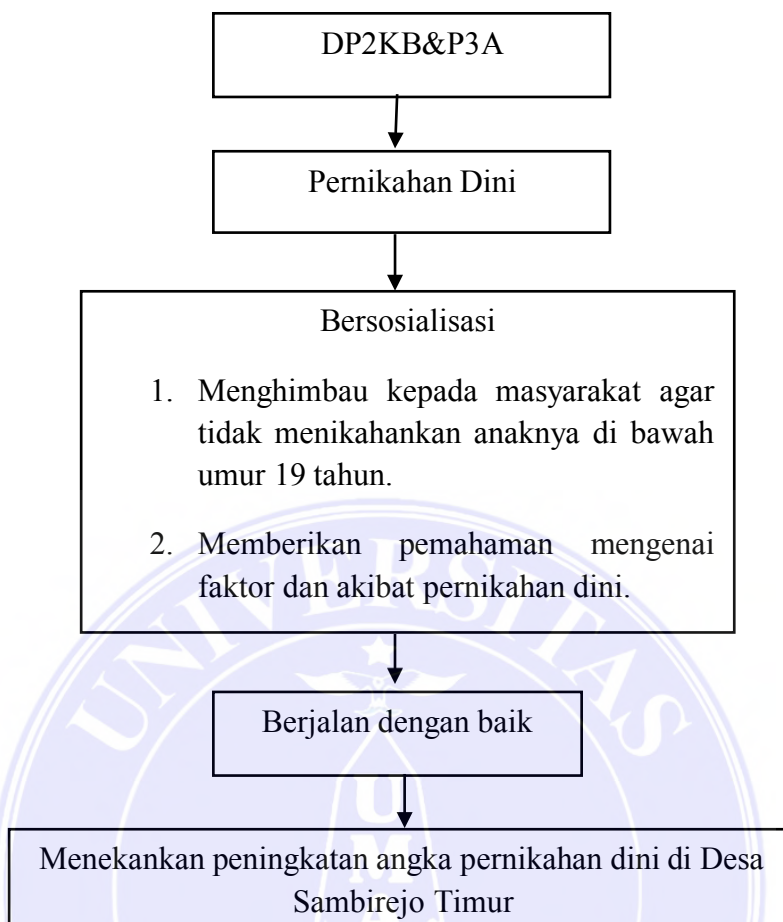 DP2KB&P3A
Pernikahan Dini
Bersosialisasi
1. Menghimbau kepada masyarakat agar
tidak menikahankan anaknya di bawah
umur 19 tahun.
2. Memberikan pemahaman mengenai
faktor dan akibat pernikahan dini.
UNIVERSITAS
Berjalan dengan baik
UMA
Menekankan peningkatan angka pernikahan dini di Desa
Sambirejo Timur